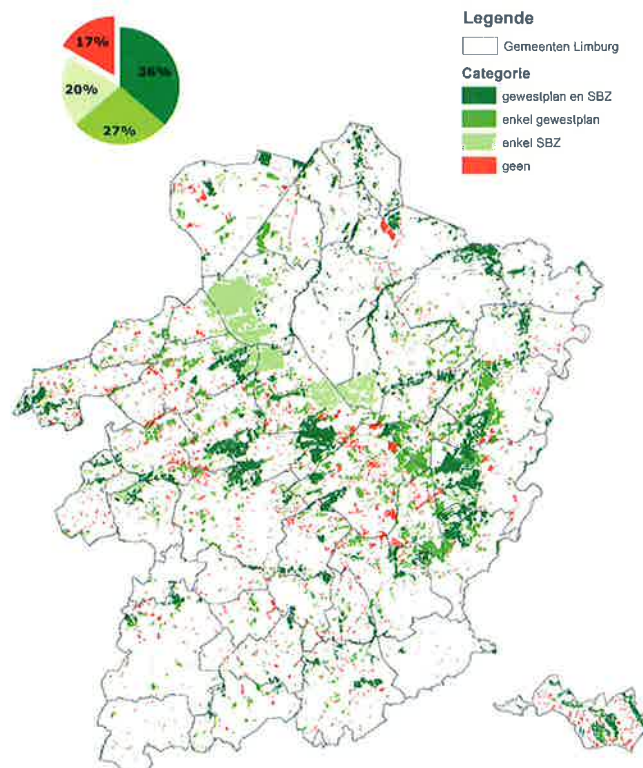 17%
36%
20%
27%
Legende
Gemeenten Limburg
Categorie
gewestplan en SBZ
enkel gewestplan
enkel SBZ
geen